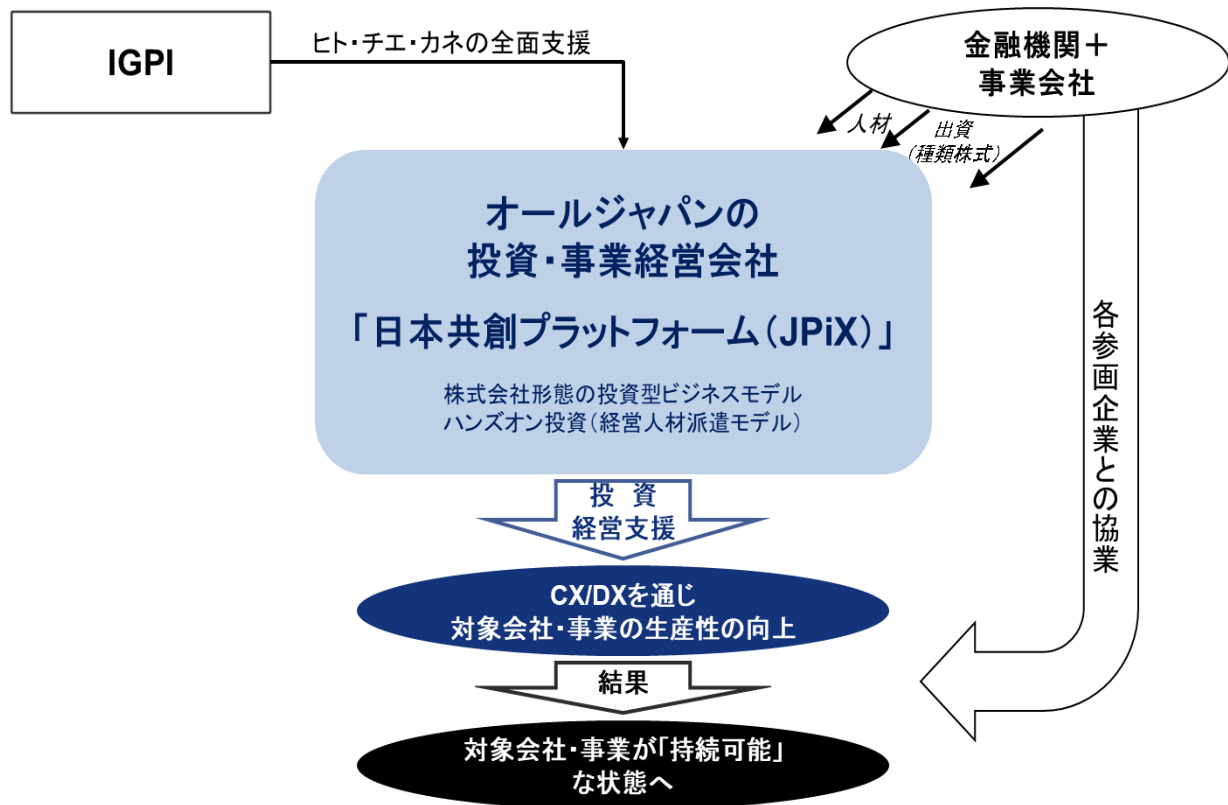 IGPI
ヒト・チエ・カネの全面支援
金融機関＋
事業会社
人材
出資
(種類株式)
オールジャパンの
投資・事業経営会社
「日本共創プラットフォーム(JPiX)」
株式会社形態の投資型ビジネスモデル
ハンズオン投資(経営人材派遣モデル)
各参画企業との協業
投 資
経営支援
CX/DXを通じ
対象会社・事業の生産性の向上
結果
対象会社・事業が「持続可能」
な状態へ